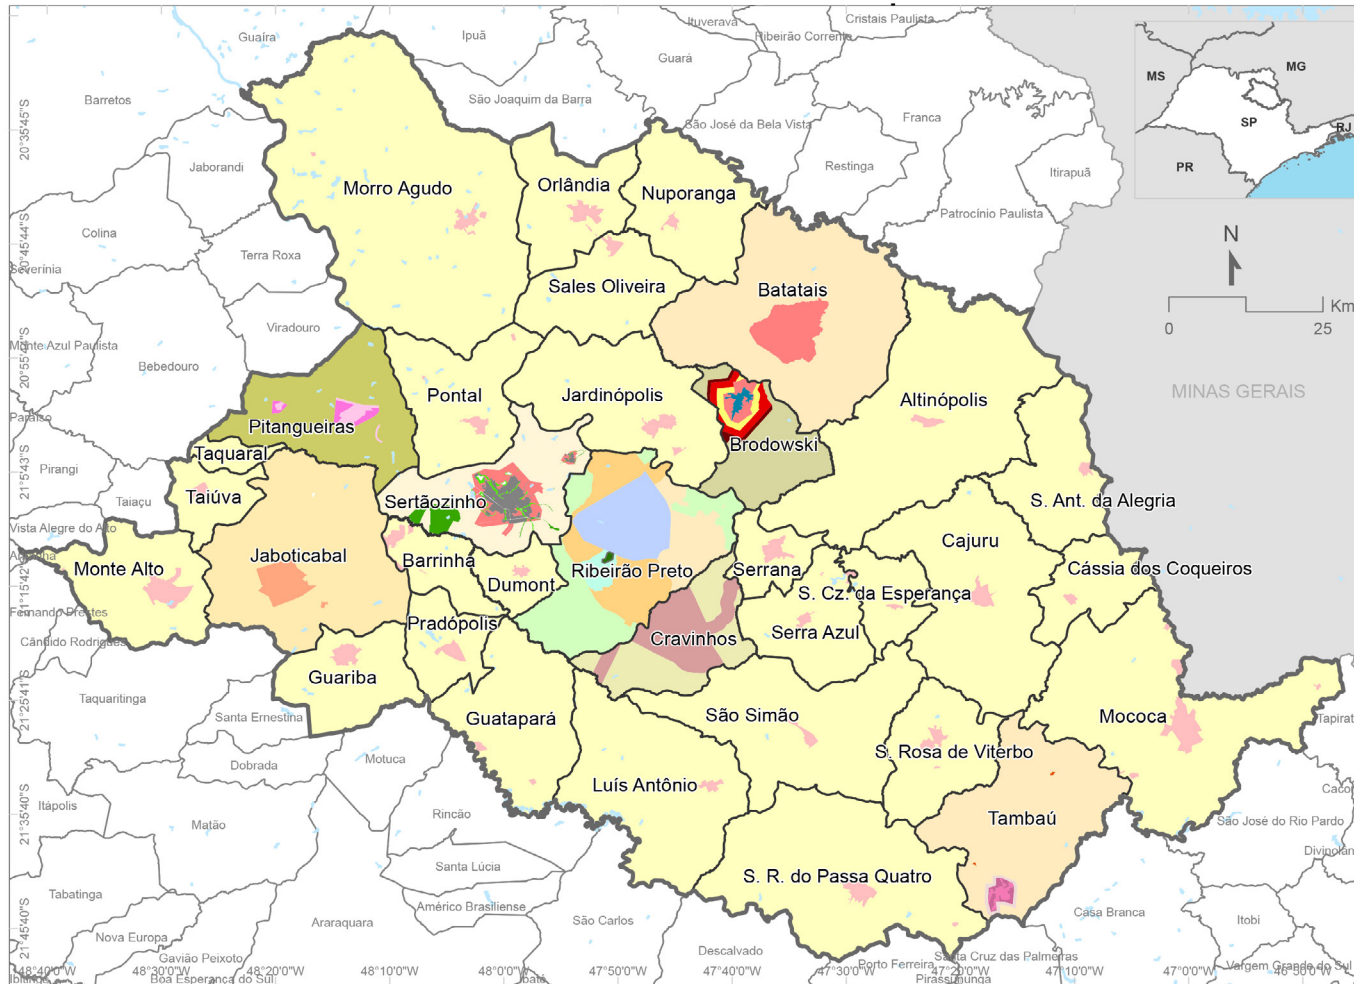 Ituverava
Cristais Paulista
Guaíra
Ipuã
Ribeirão Corrente
Guará
MS
MG
SP
RJ
PR
Barretos
São Joaquim da Barra
São José da Bela Vista
Franca
20°35'45"S
Jaborandi
Restinga
Itirapuã
Morro Agudo
Orlândia
Nuporanga
Patrocínio Paulista
Colina
N
20°45'44"S
Terra Roxa
Severínia
Sales Oliveira
Batatais
Km
0
25
Viradouro
Monte Azul Paulista
20°55'44"S
Bebedouro
MINAS GERAIS
Pontal
Jardinópolis
Altinópolis
Paraíso
Pitangueiras
Brodowski
Taquaral
Pirangi
21°5'43"S
Taiúva
Taiaçu
Sertãozinho
S. Ant. da Alegria
Vista Alegre do Alto
Cajuru
Jaboticabal
Barrinha
Monte Alto
Ribeirão Preto
Serrana
Cássia dos Coqueiros
Dumont
21°15'42"S
S. Cz. da Esperança
Fernando Prestes
Pradópolis
Serra Azul
Cândido Rodrigues
Cravinhos
Guariba
Taquaritinga
21°25'41"S
Santa Ernestina
Guatapará
São Simão
Mococa
Tapirat
S. Rosa de Viterbo
Motuca
Dobrada
Luís Antônio
Itápolis
21°35'40"S
Rincão
Tambaú
São José do Rio Pardo
Matão
Divinolân
Santa Lúcia
S. R. do Passa Quatro
Tabatinga
Américo Brasiliense
Casa Branca
São Carlos
Itobi
Araraquara
21°45'40"S
Nova Europa
Descalvado
Gavião Peixoto
Porto Ferreira
Santa Cruz das Palmeiras
Vargem Grande do Sul
48°40'0"W
48°30'0"W
48°20'0"W
48°10'0"W
48°0'0"W
47°50'0"W
47°40'0"W
47°30'0"W
47°20'0"W
47°10'0"W
47°0'0"W
Boa Esperança do Sul
Pirassununga